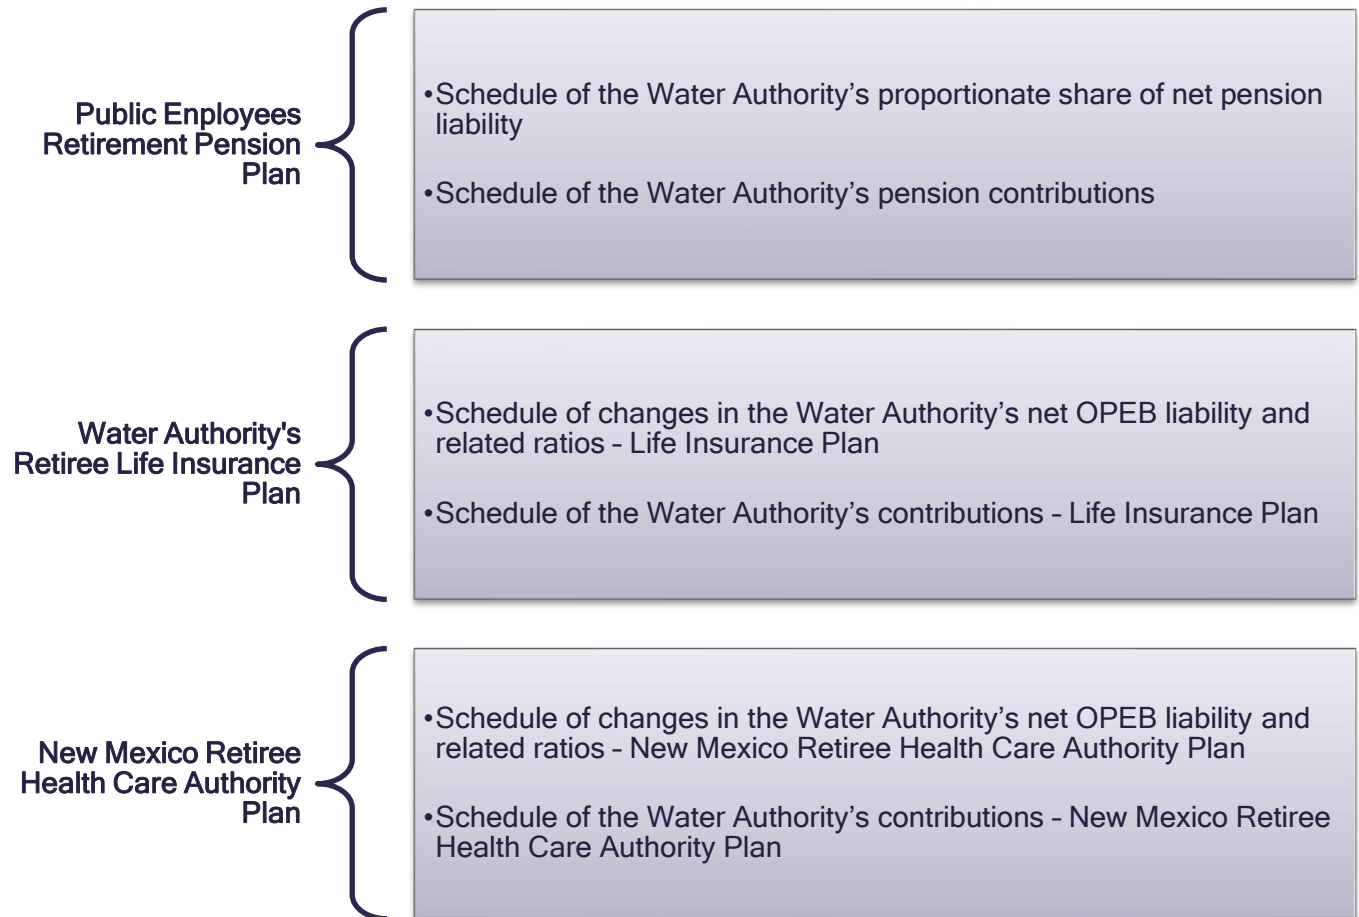 Public Enployees
Retirement Pension
Plan
•Schedule of the Water Authority’s proportionate share of net pension
liability
•Schedule of the Water Authority’s pension contributions
Water Authority's
Retiree Life Insurance
Plan
•Schedule of changes in the Water Authority’s net OPEB liability and
related ratios – Life Insurance Plan
•Schedule of the Water Authority’s contributions – Life Insurance Plan
New Mexico Retiree
Health Care Authority
Plan
•Schedule of changes in the Water Authority’s net OPEB liability and
related ratios – New Mexico Retiree Health Care Authority Plan
•Schedule of the Water Authority’s contributions – New Mexico Retiree
Health Care Authority Plan